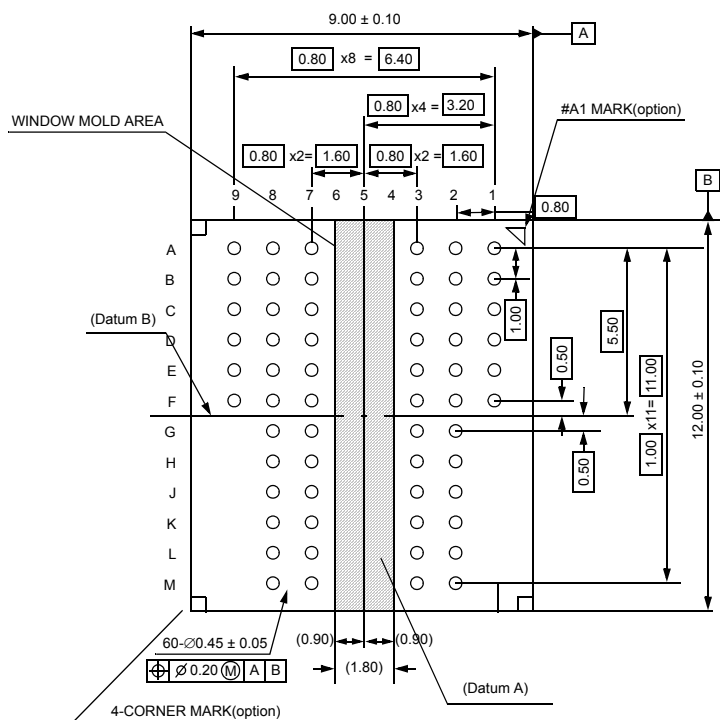 9.00 ± 0.10
A
0.80 x8 = 6.40
0.80 x4 = 3.20
#A1 MARK(option)
WINDOW MOLD AREA
0.80 x2= 1.60 0.80 x2 = 1.60
B
9 8 7 6 5 4 3 2 1
0.80
A
B
C
D
E
F
G
H
J
K
L
M
(Datum B)
1.00
5.50
0.50
0.50
1.00 x11= 11.00
12.00 ± 0.10
60-∅0.45 ± 0.05
⌖ ∅ 0.20 Ⓜ A B
(0.90) (0.90)
(1.80)
(Datum A)
4-CORNER MARK(option)